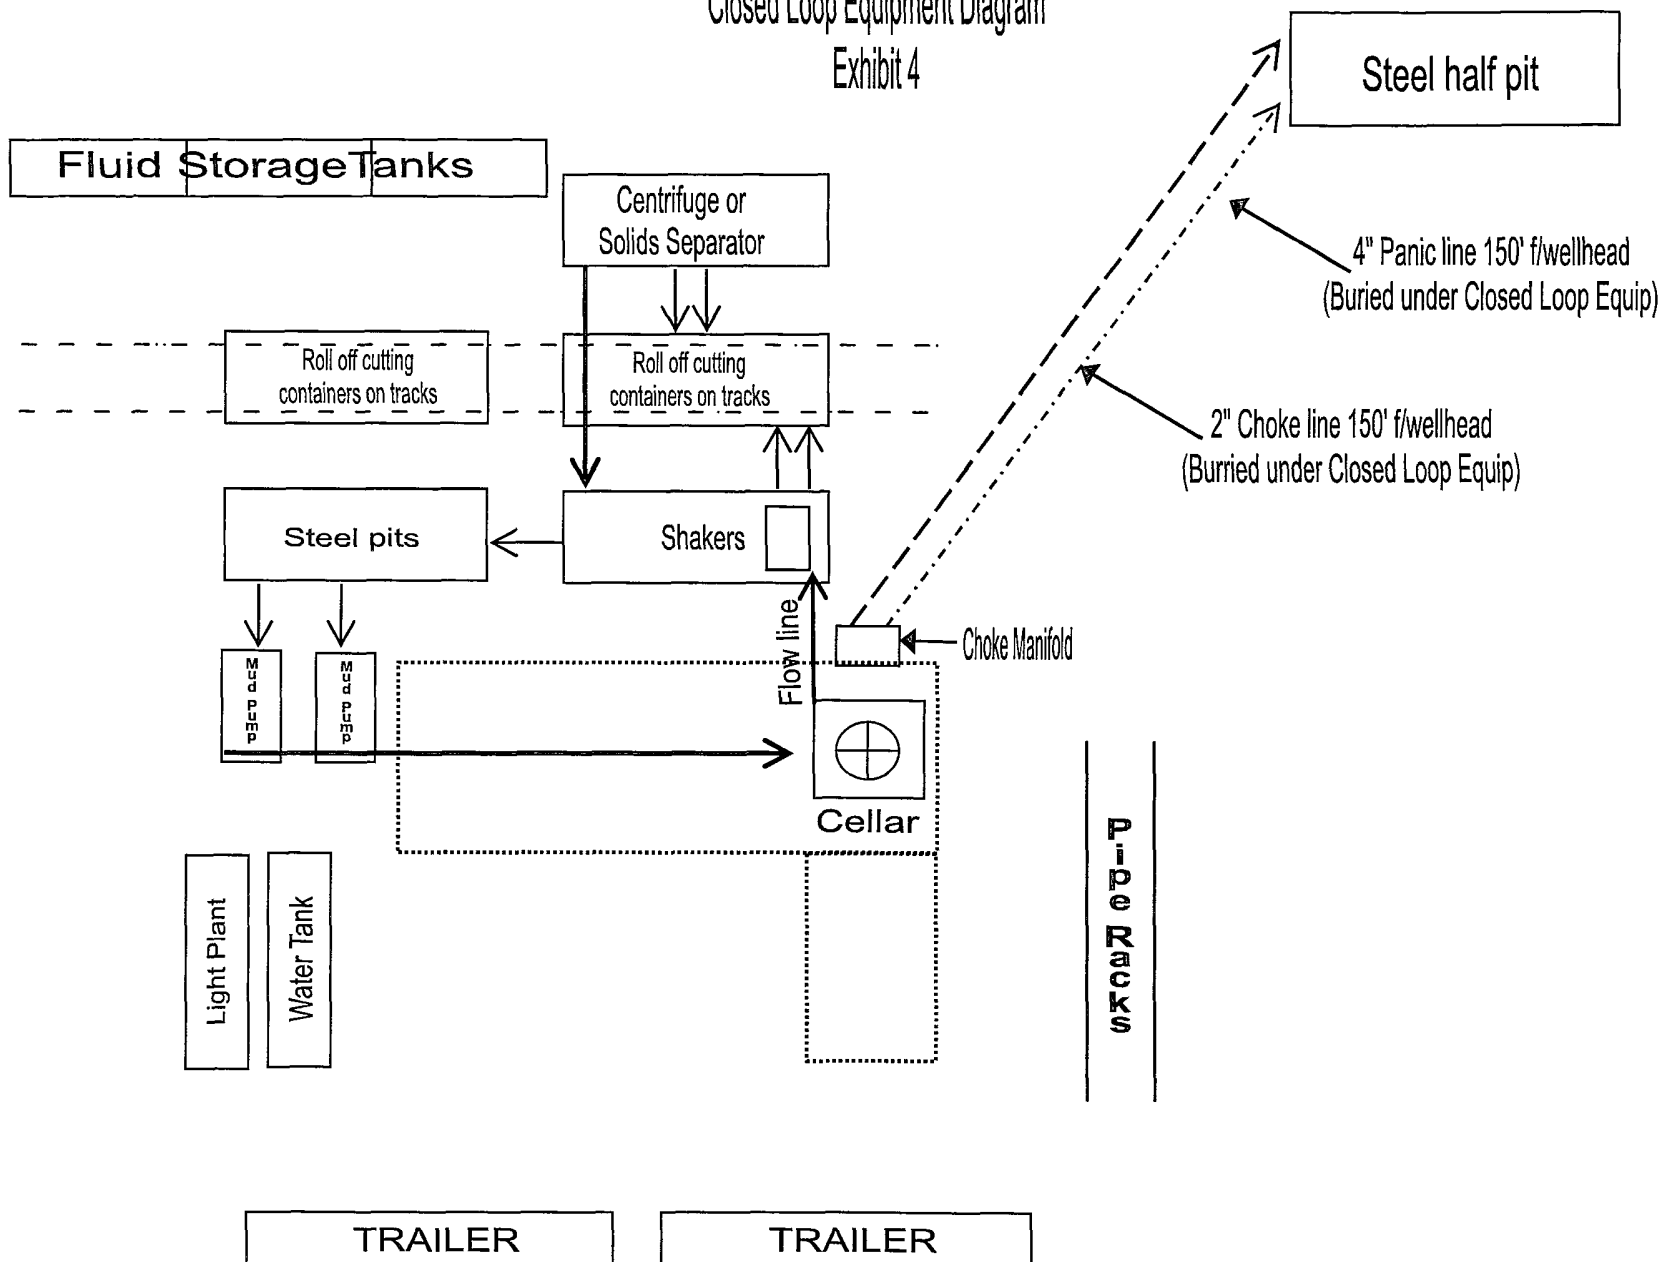 Closed Loop Equipment Diagram
Exhibit 4
Steel half pit
Fluid StorageTanks
Centrifuge or
Solids Separator
4" Panic line 150' f/wellhead
(Buried under Closed Loop Equip)
Roll off cutting
containers on tracks
Roll off cutting
containers on tracks
2" Choke line 150' f/wellhead
(Burried under Closed Loop Equip)
Steel pits
Shakers
Flow line
Choke Manifold
Mud Pump
Mud Pump
Cellar
Pipe Racks
Light Plant
Water Tank
TRAILER
TRAILER